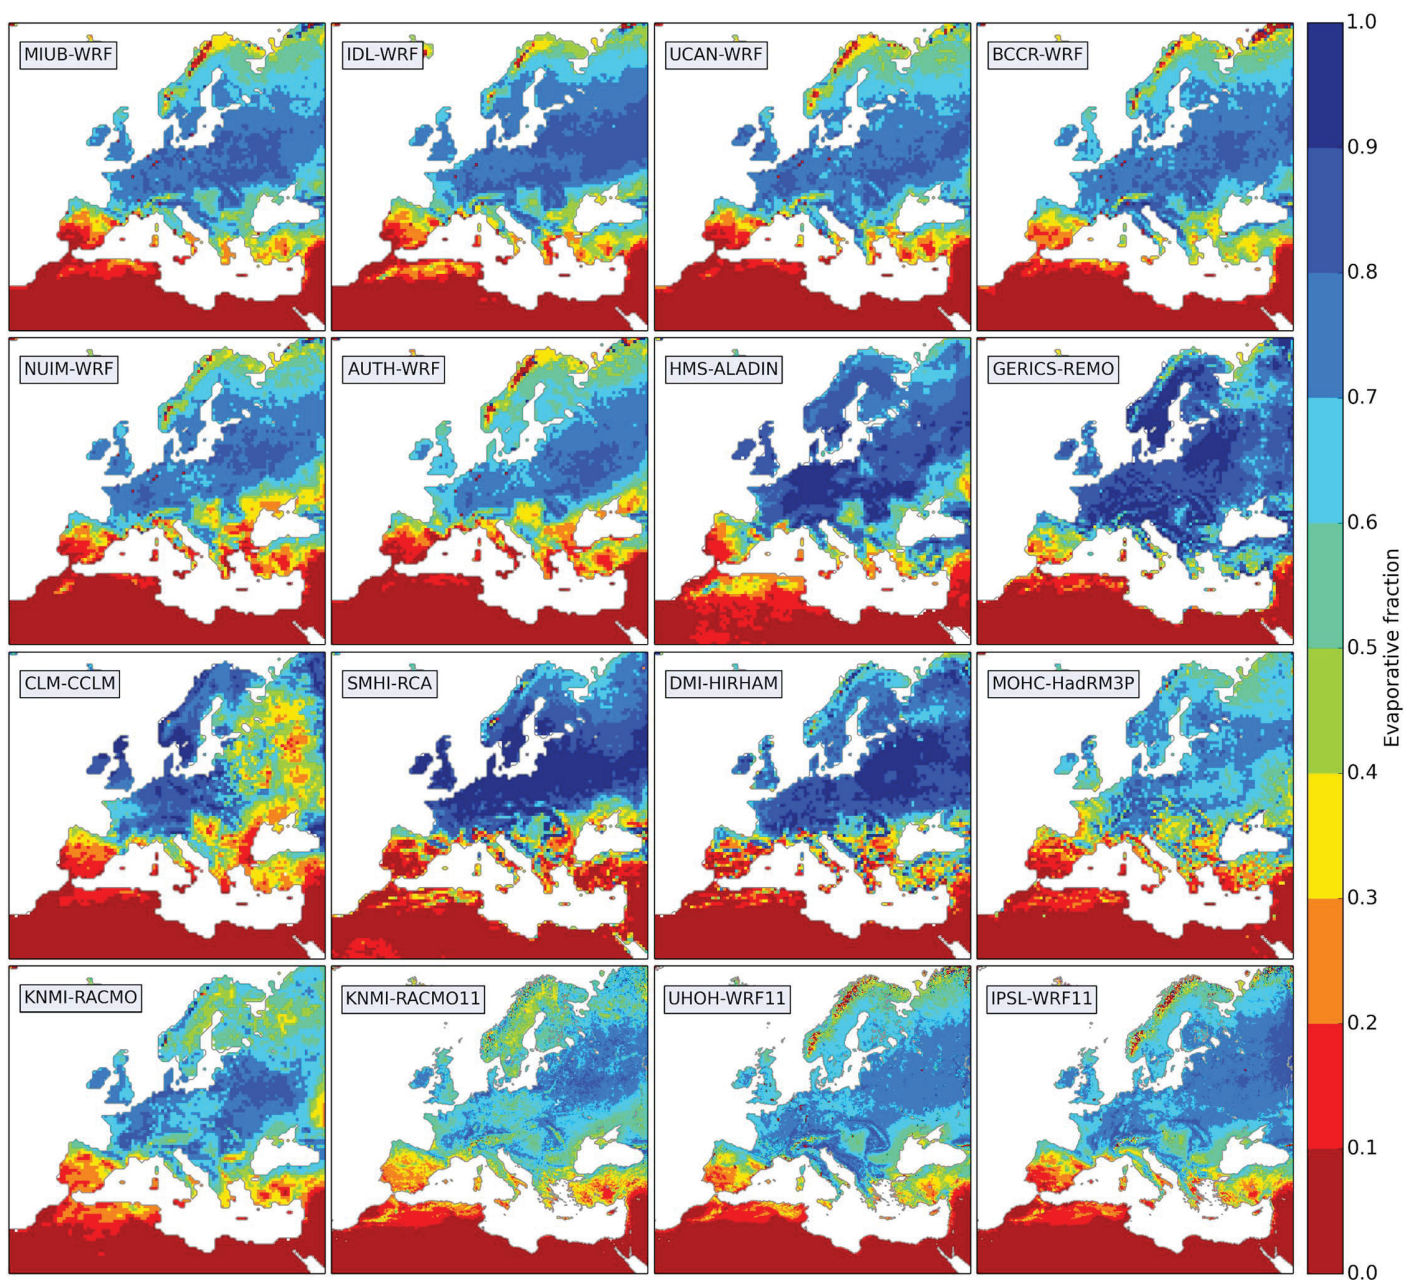 MIUB-WRF
IDL-WRF
UCAN-WRF
BCCR-WRF
NUIM-WRF
AUTH-WRF
HMS-ALADIN
GERICS-REMO
CLM-CCLM
SMHI-RCA
DMI-HIRHAM
MOHC-HadRM3P
KNMI-RACMO
KNMI-RACMO11
UHOH-WRF11
IPSL-WRF11
1.0
0.9
0.8
0.7
0.6
0.5
0.4
0.3
0.2
0.1
0.0
Evaporative fraction